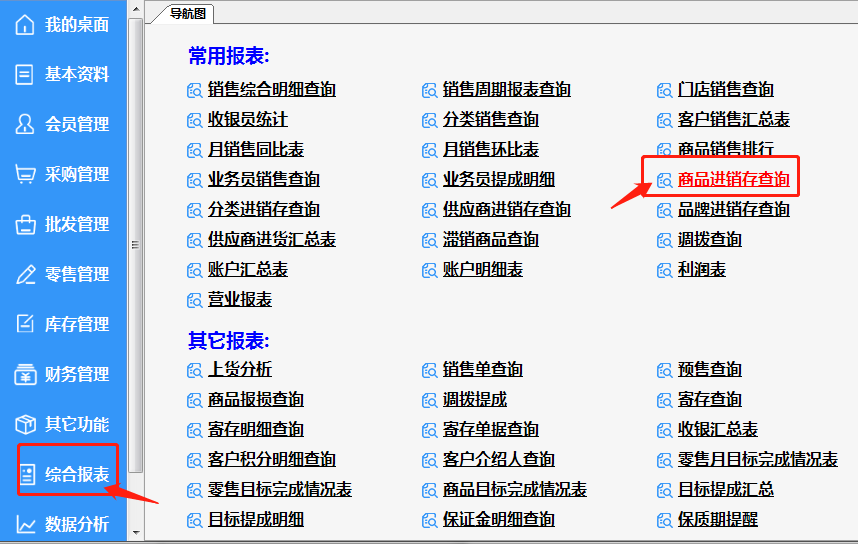 我的桌面
基本资料
会员管理
采购管理
批发管理
零售管理
库存管理
财务管理
其它功能
综合报表
数据分析
导航图
常用报表:
销售综合明细查询 销售周期报表查询 门店销售查询
收银员统计 分类销售查询 客户销售汇总表
月销售同比表 月销售环比表 商品销售排行
业务员销售查询 业务员提成明细 商品进销存查询
分类进销存查询 供应商进销存查询 品牌进销存查询
供应商进货汇总表 滞销商品查询 调拨查询
账户汇总表 账户明细表 利润表
营业报表
其它报表:
上货分析 销售单查询 预售查询
商品报损查询 调拨提成 寄存查询
寄存明细查询 寄存单据查询 收银汇总表
客户积分明细查询 客户介绍人查询 零售月目标完成情况表
零售目标完成情况表 商品目标完成情况表 目标提成汇总
目标提成明细 保证金明细查询 保质期提醒